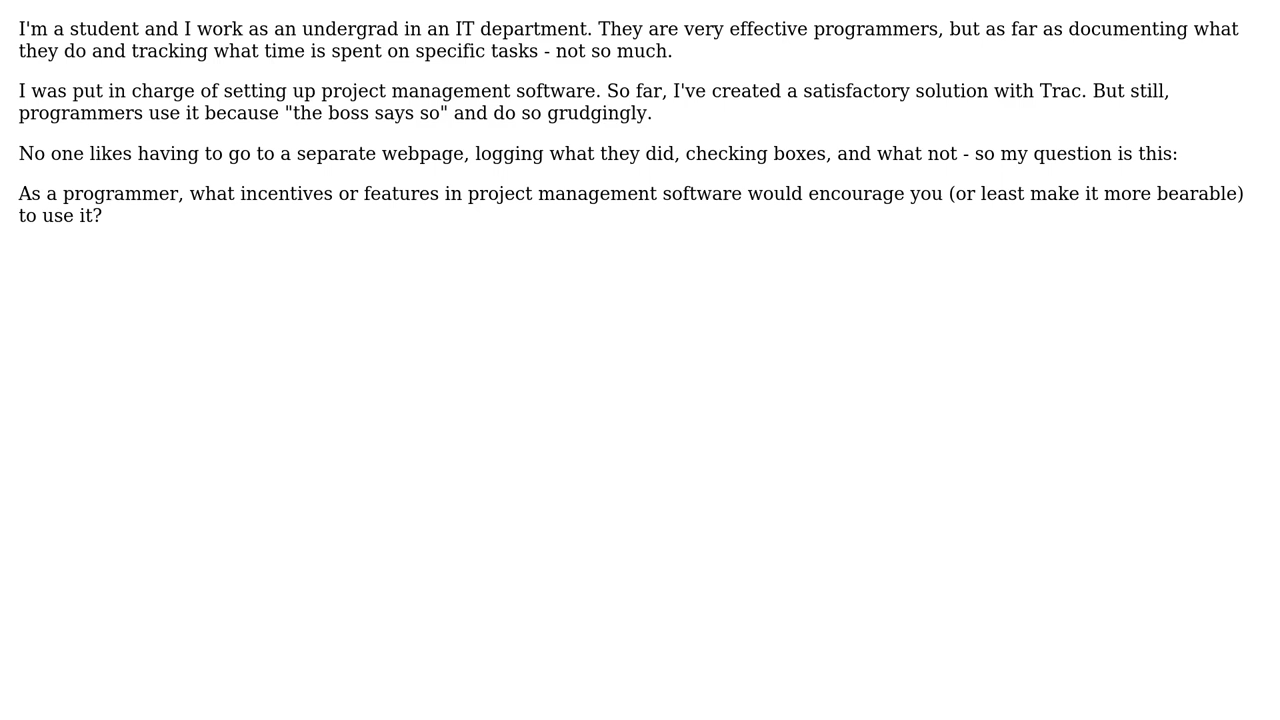 I'm a student and I work as an undergrad in an IT department. They are very effective programmers, but as far as documenting what
they do and tracking what time is spent on specific tasks - not so much.
I was put in charge of setting up project management software. So far, I've created a satisfactory solution with Trac. But still,
programmers use it because "the boss says so" and do so grudgingly.
No one likes having to go to a separate webpage, logging what they did, checking boxes, and what not - so my question is this:
As a programmer, what incentives or features in project management software would encourage you (or least make it more bearable)
to use it?